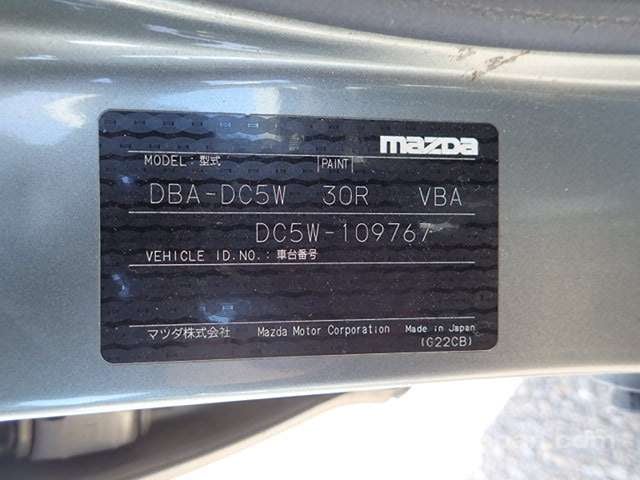 mazda
MODEL: 型式 PAINT
DBA-DC5W 30R VBA
DC5W-109767
VEHICLE ID.NO.: 車台番号
マツダ株式会社 Mazda Motor Corporation Made in Japan
(G22CB)